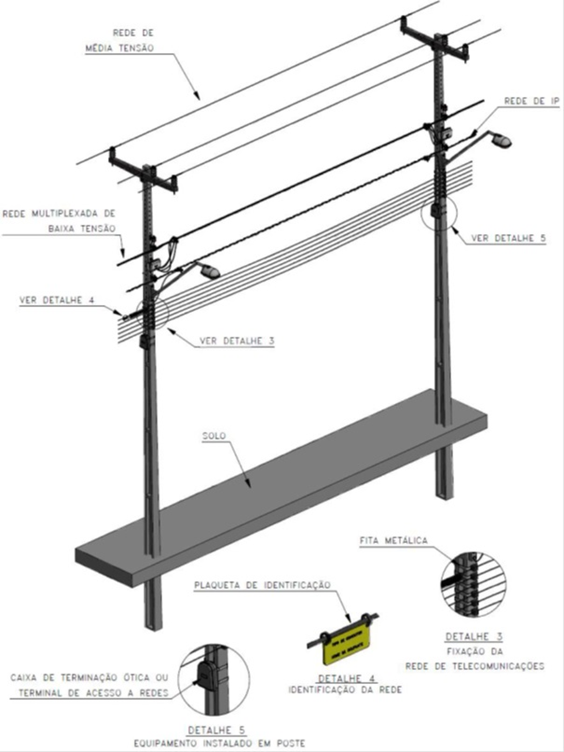 REDE DE
MÉDIA TENSÃO
REDE DE IP
REDE MULTIPLEXADA DE
BAIXA TENSÃO
VER DETALHE 5
VER DETALHE 4
VER DETALHE 3
SOLO
FITA METÁLICA
PLAQUETA DE IDENTIFICAÇÃO
DETALHE 3
FIXAÇÃO DA
REDE DE TELECOMUNICAÇÕES
CAIXA DE TERMINAÇÃO ÓTICA OU
TERMINAL DE ACESSO A REDES
DETALHE 4
IDENTIFICAÇÃO DA REDE
DETALHE 5
EQUIPAMENTO INSTALADO EM POSTE